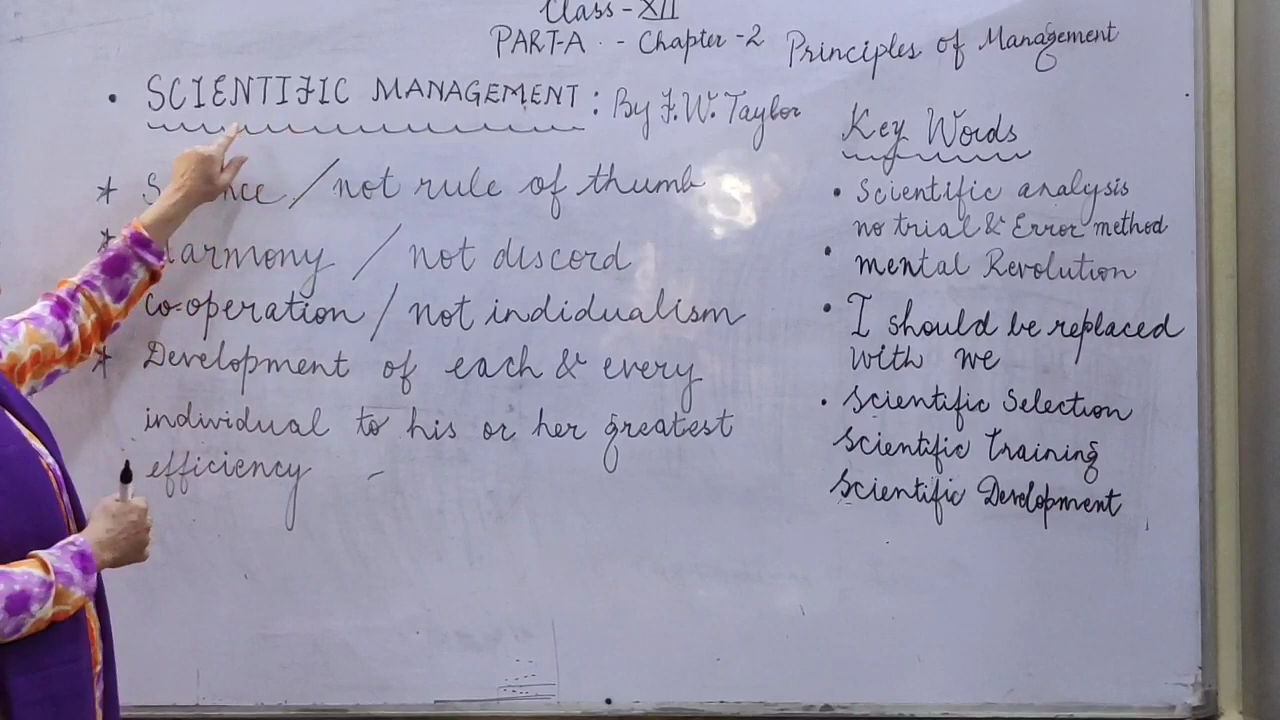 Class - XII
PART-A - Chapter - 2 Principles of Management
• SCIENTIFIC MANAGEMENT : By F.W. Taylor
* / not rule of thumb
* Harmony / not discord
co-operation / not indidualism
* Development of each & every
individual to his or her greatest
efficiency -
Key Words
• Scientific analysis
no trial & Error method
• mental Revolution
• I should be replaced
with we
• Scientific Selection
Scientific Training
Scientific Development